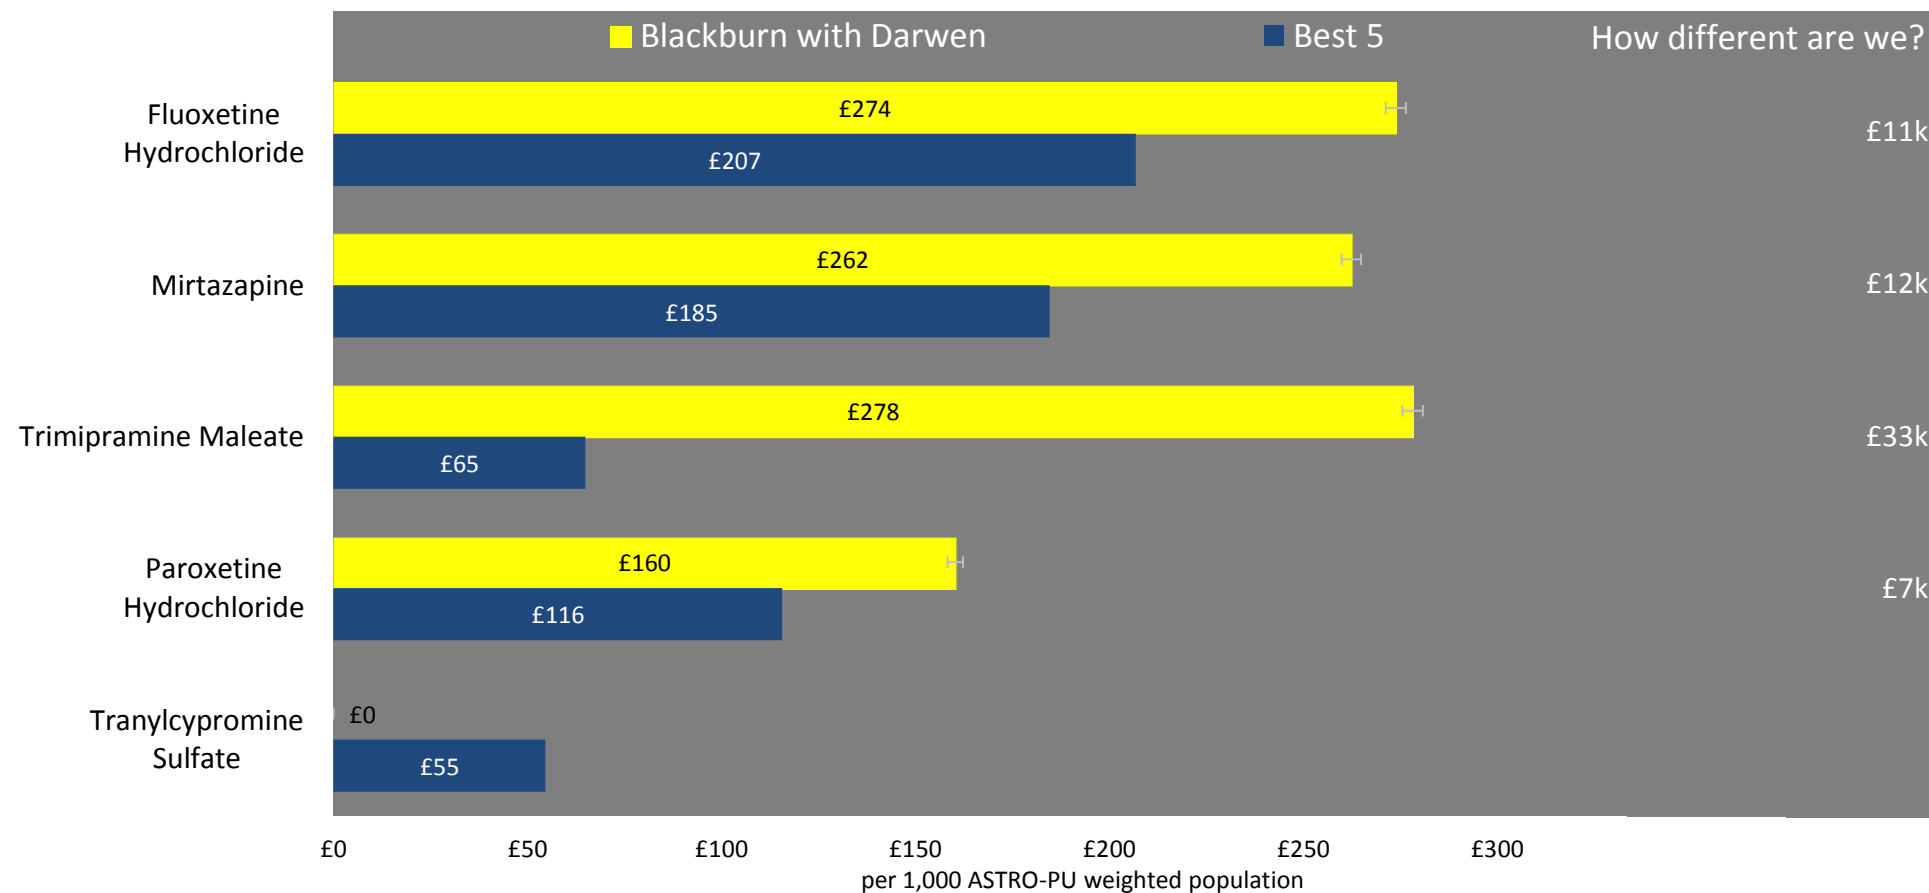 Blackburn with Darwen
Best 5
How different are we?
Fluoxetine
Hydrochloride
£274
£207
£11k
Mirtazapine
£262
£185
£12k
Trimipramine Maleate
£278
£65
£33k
Paroxetine
Hydrochloride
£160
£116
£7k
Tranylcypromine
Sulfate
£0
£55
£0 £50 £100 £150 £200 £250 £300
per 1,000 ASTRO-PU weighted population